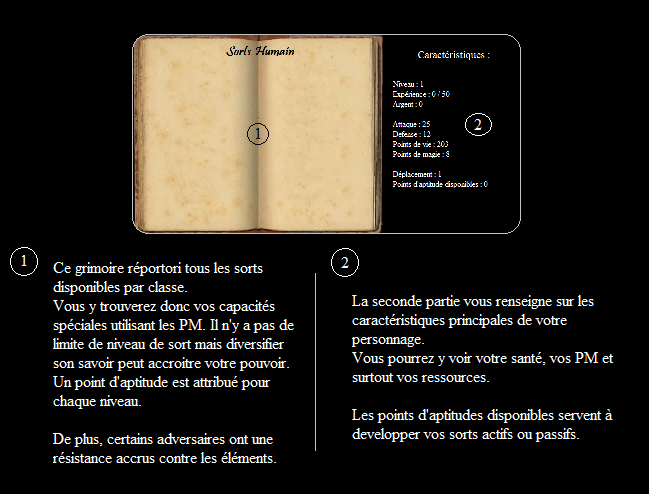 Sorts Humain
Caractéristiques :
Niveau : 1
Expérience : 0 / 50
Argent : 0
Attaque : 25
Defense : 12
Points de vie : 203
Points de magie : 8
Déplacement : 1
Points d'aptitude disponibles : 0
1
2
1
Ce grimoire réportori tous les sorts
disponibles par classe.
Vous y trouverez donc vos capacités
spéciales utilisant les PM. Il n'y a pas de
limite de niveau de sort mais diversifier
son savoir peut accroitre votre pouvoir.
Un point d'aptitude est attribué pour
chaque niveau.
De plus, certains adversaires ont une
résistance accrus contre les éléments.
2
La seconde partie vous renseigne sur les
caractéristiques principales de votre
personnage.
Vous pourrez y voir votre santé, vos PM et
surtout vos ressources.
Les points d'aptitudes disponibles servent à
developper vos sorts actifs ou passifs.